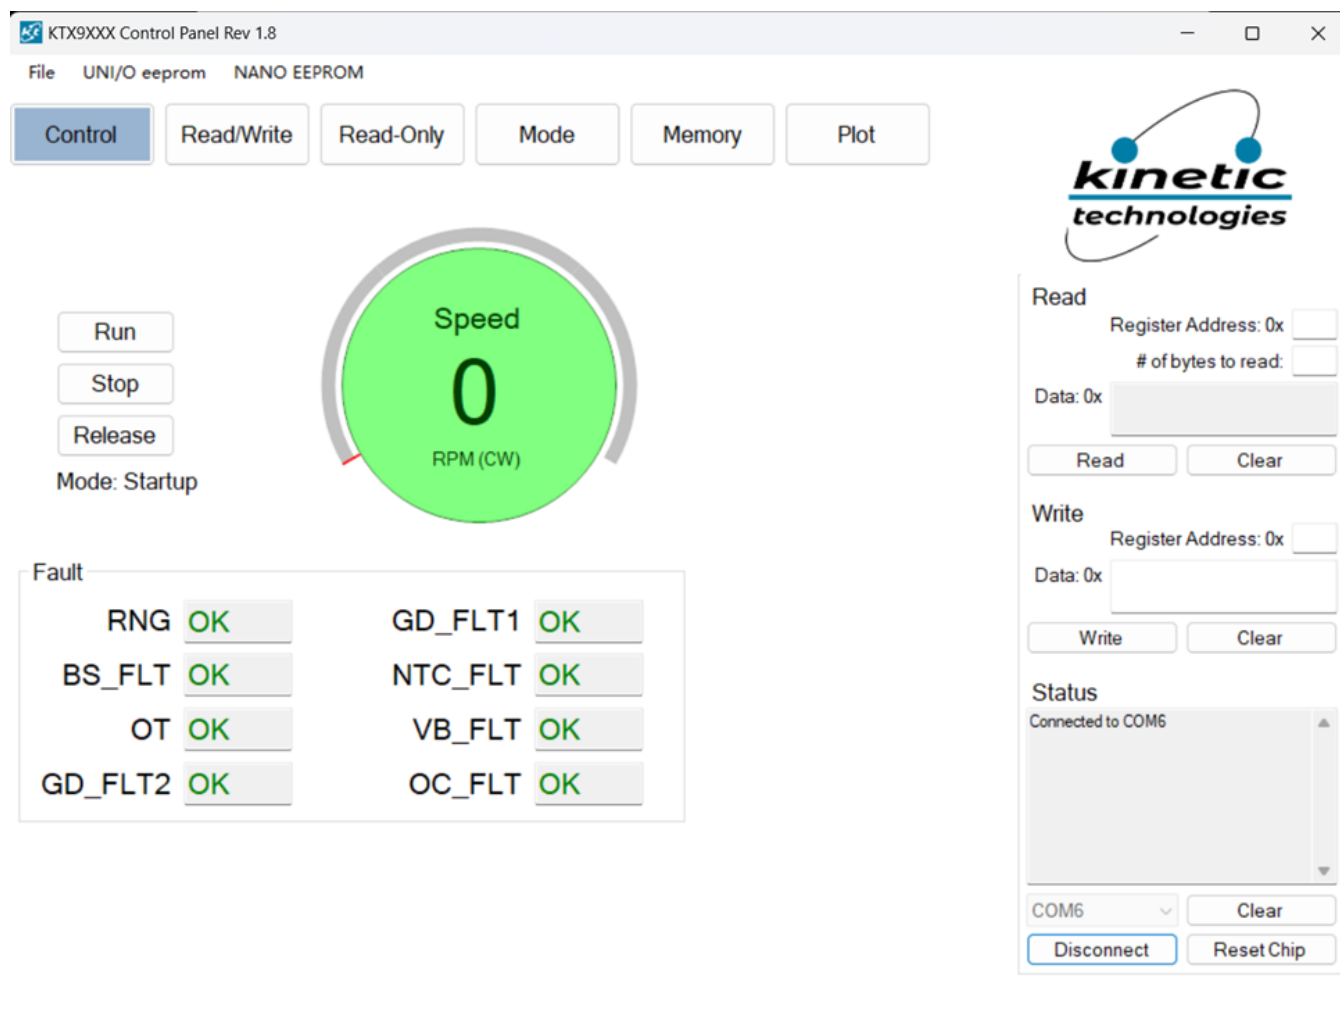 KTX9XXX Control Panel Rev 1.8
File UNI/O eeprom NANO EEPROM
Control Read/Write Read-Only Mode Memory Plot
kinetic
technologies
Run
Stop
Release
Mode: Startup
Speed
0
RPM (CW)
Fault
RNG OK GD_FLT1 OK
BS_FLT OK NTC_FLT OK
OT OK VB_FLT OK
GD_FLT2 OK OC_FLT OK
Read
Register Address: 0x
# of bytes to read:
Data: 0x
Read Clear
Write
Register Address: 0x
Data: 0x
Write Clear
Status
Connected to COM6
COM6 Clear
Disconnect Reset Chip